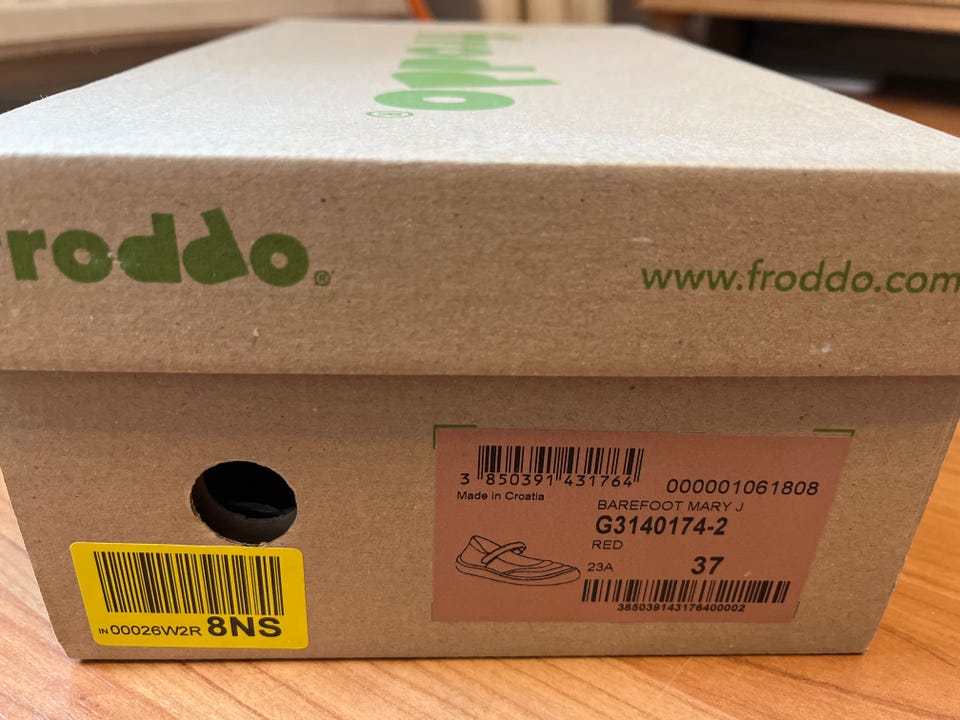 froddo®
froddo®
www.froddo.com
3 850391 431764
Made in Croatia
000001061808
BAREFOOT MARY J
G3140174-2
RED
23A
37
385039143176400002
IN 00026W2R 8NS